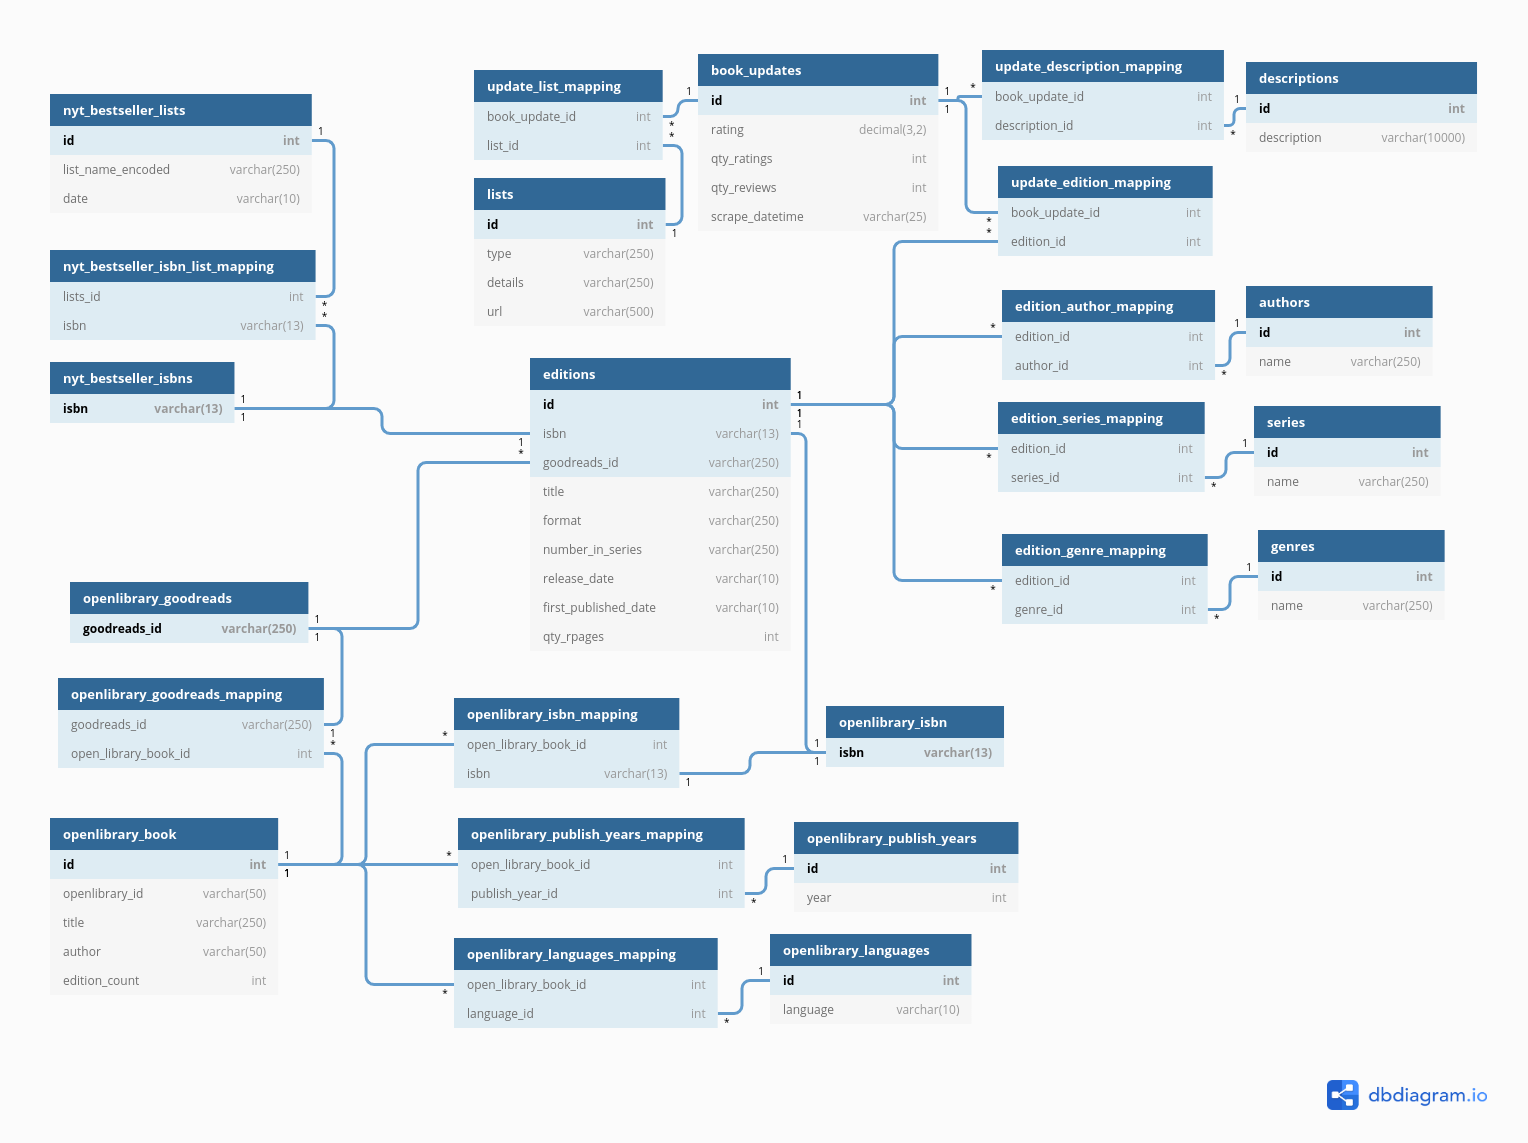 nyt_bestseller_lists
id int
list_name_encoded varchar(250)
date varchar(10)
1
*
nyt_bestseller_isbn_list_mapping
lists_id int
isbn varchar(13)
*
nyt_bestseller_isbns
isbn varchar(13)
1
1
update_list_mapping
book_update_id int
list_id int
*
*
1
lists
id int
type varchar(250)
details varchar(250)
url varchar(500)
1
book_updates
id int
rating decimal(3,2)
qty_ratings int
qty_reviews int
scrape_datetime varchar(25)
1
1
update_description_mapping
book_update_id int
description_id int
*
*
descriptions
id int
description varchar(10000)
1
update_edition_mapping
book_update_id int
edition_id int
*
*
edition_author_mapping
edition_id int
author_id int
*
*
authors
id int
name varchar(250)
1
editions
id int
isbn varchar(13)
goodreads_id varchar(250)
title varchar(250)
format varchar(250)
number_in_series varchar(250)
release_date varchar(10)
first_published_date varchar(10)
qty_rpages int
1
*
1
1
1
edition_series_mapping
edition_id int
series_id int
*
*
series
id int
name varchar(250)
1
edition_genre_mapping
edition_id int
genre_id int
*
*
genres
id int
name varchar(250)
1
openlibrary_goodreads
goodreads_id varchar(250)
1
1
openlibrary_goodreads_mapping
goodreads_id varchar(250)
open_library_book_id int
1
*
openlibrary_isbn_mapping
open_library_book_id int
isbn varchar(13)
*
1
openlibrary_isbn
isbn varchar(13)
1
1
openlibrary_book
id int
openlibrary_id varchar(50)
title varchar(250)
author varchar(50)
edition_count int
1
1
openlibrary_publish_years_mapping
open_library_book_id int
publish_year_id int
*
*
openlibrary_publish_years
id int
year int
1
openlibrary_languages_mapping
open_library_book_id int
language_id int
*
*
openlibrary_languages
id int
language varchar(10)
1
dbdiagram.io